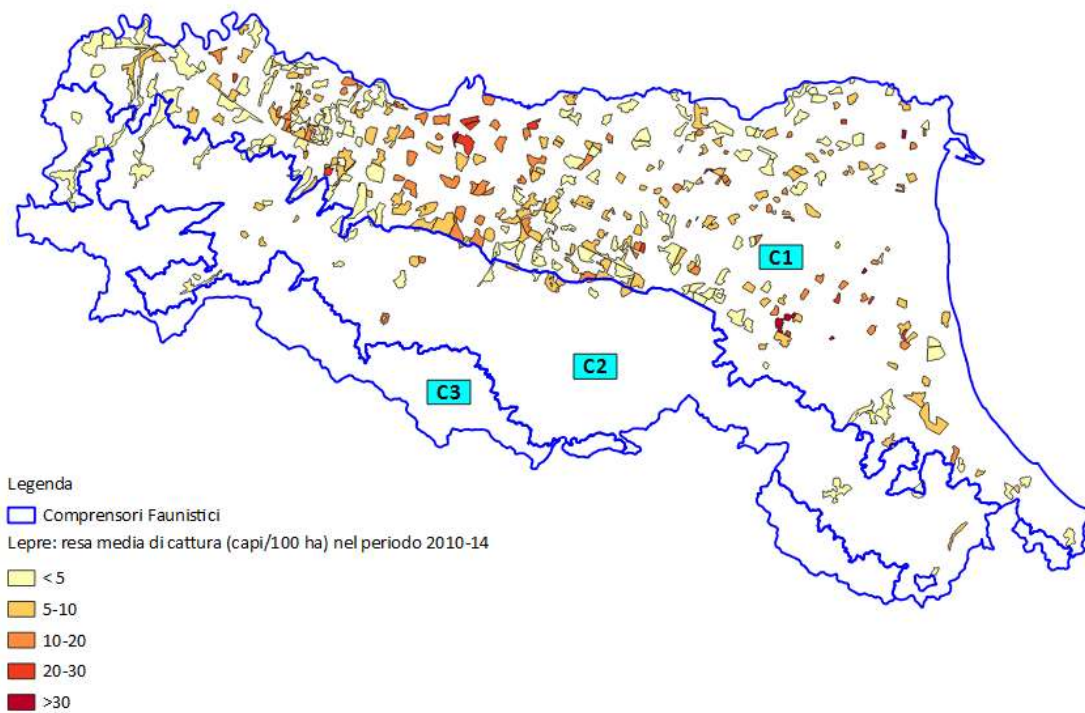 C1
C2
C3
Legenda
Comprensori Faunistici
Lepre: resa media di cattura (capi/100 ha) nel periodo 2010-14
< 5
5-10
10-20
20-30
>30